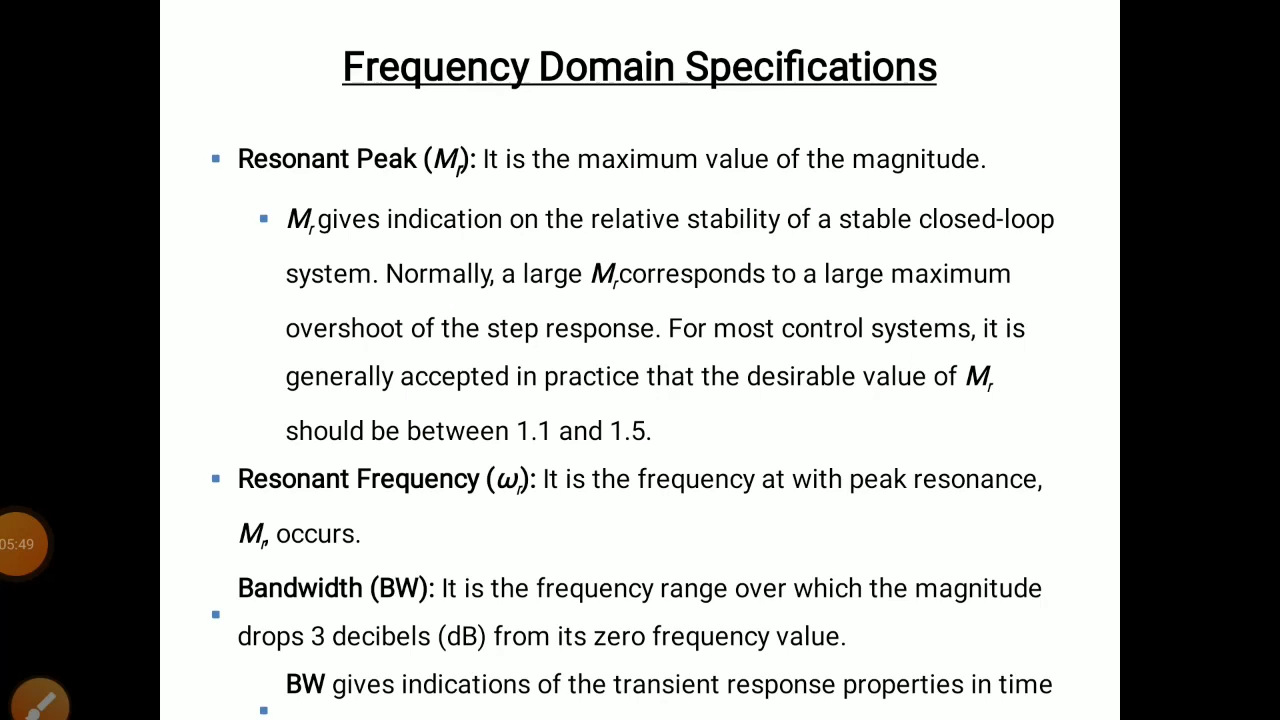 Frequency Domain Specifications
Resonant Peak (Mr): It is the maximum value of the magnitude.
Mr gives indication on the relative stability of a stable closed-loop
system. Normally, a large Mr corresponds to a large maximum
overshoot of the step response. For most control systems, it is
generally accepted in practice that the desirable value of Mr
should be between 1.1 and 1.5.
Resonant Frequency (ωr): It is the frequency at with peak resonance,
Mr, occurs.
Bandwidth (BW): It is the frequency range over which the magnitude
drops 3 decibels (dB) from its zero frequency value.
BW gives indications of the transient response properties in time
05:49